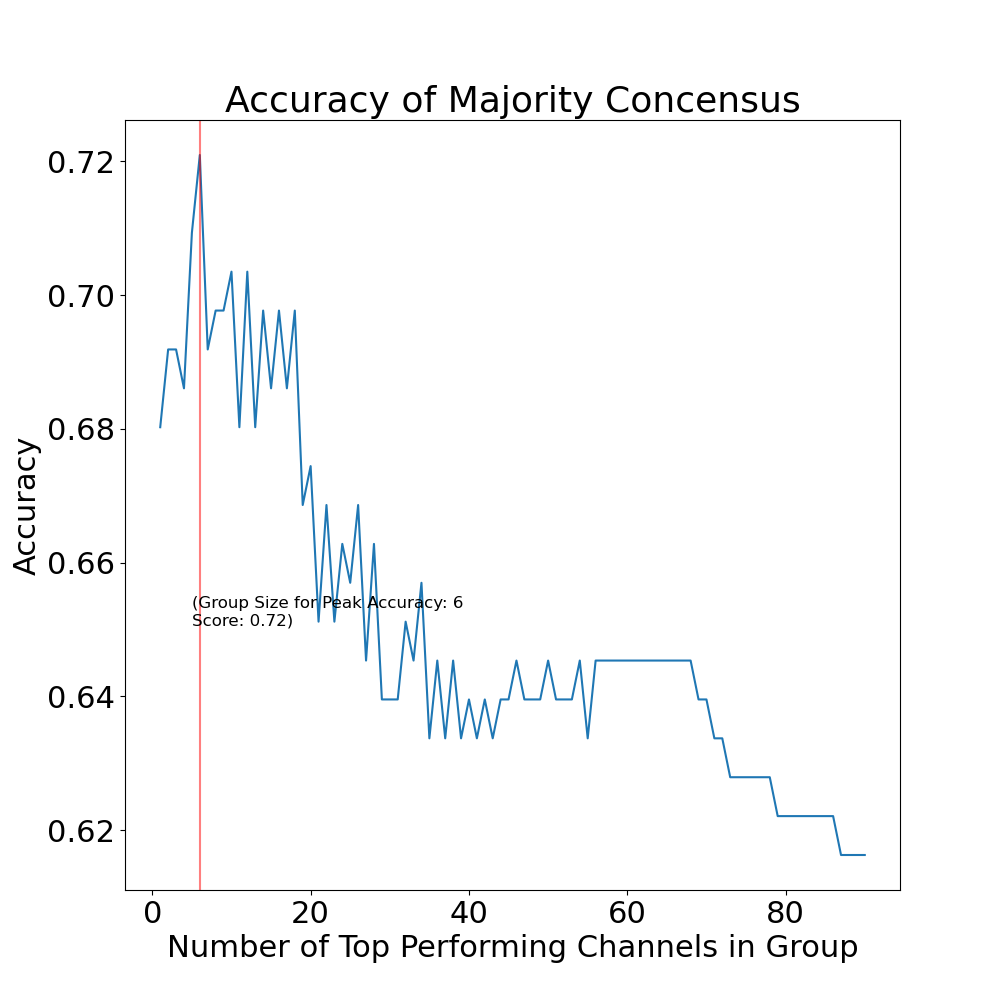 Accuracy of Majority Concensus
0.72
0.70
0.68
0.66
0.64
0.62
Accuracy
(Group Size for Peak Accuracy: 6
Score: 0.72)
0 20 40 60 80
Number of Top Performing Channels in Group